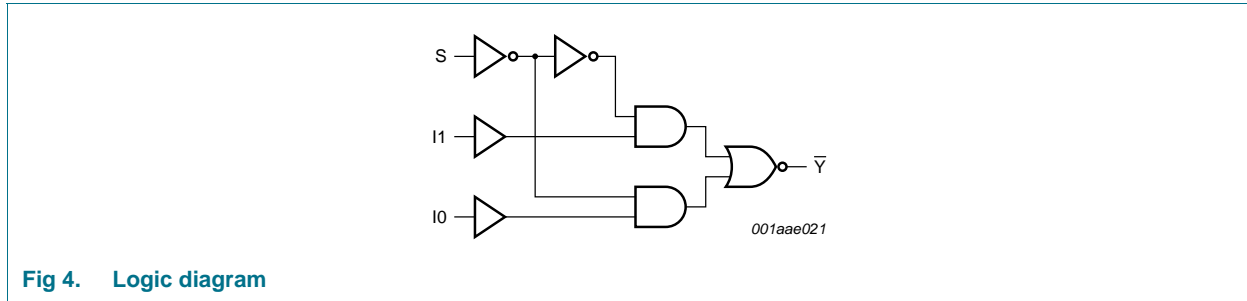 S
I1
Y̅
I0
001aae021
Fig 4. Logic diagram